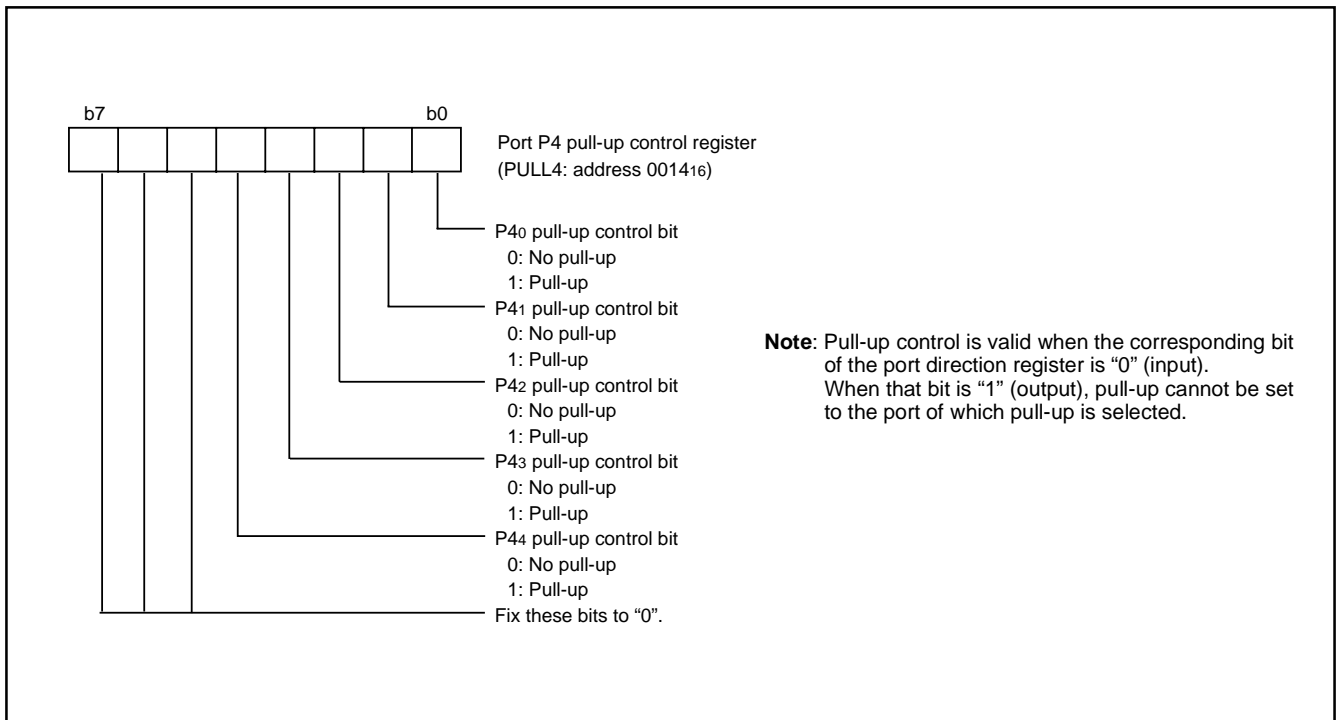 b7 b0
Port P4 pull-up control register
(PULL4: address 001416)
P40 pull-up control bit
0: No pull-up
1: Pull-up
P41 pull-up control bit
0: No pull-up
1: Pull-up
P42 pull-up control bit
0: No pull-up
1: Pull-up
P43 pull-up control bit
0: No pull-up
1: Pull-up
P44 pull-up control bit
0: No pull-up
1: Pull-up
Fix these bits to “0”.
Note: Pull-up control is valid when the corresponding bit
of the port direction register is “0” (input).
When that bit is “1” (output), pull-up cannot be set
to the port of which pull-up is selected.